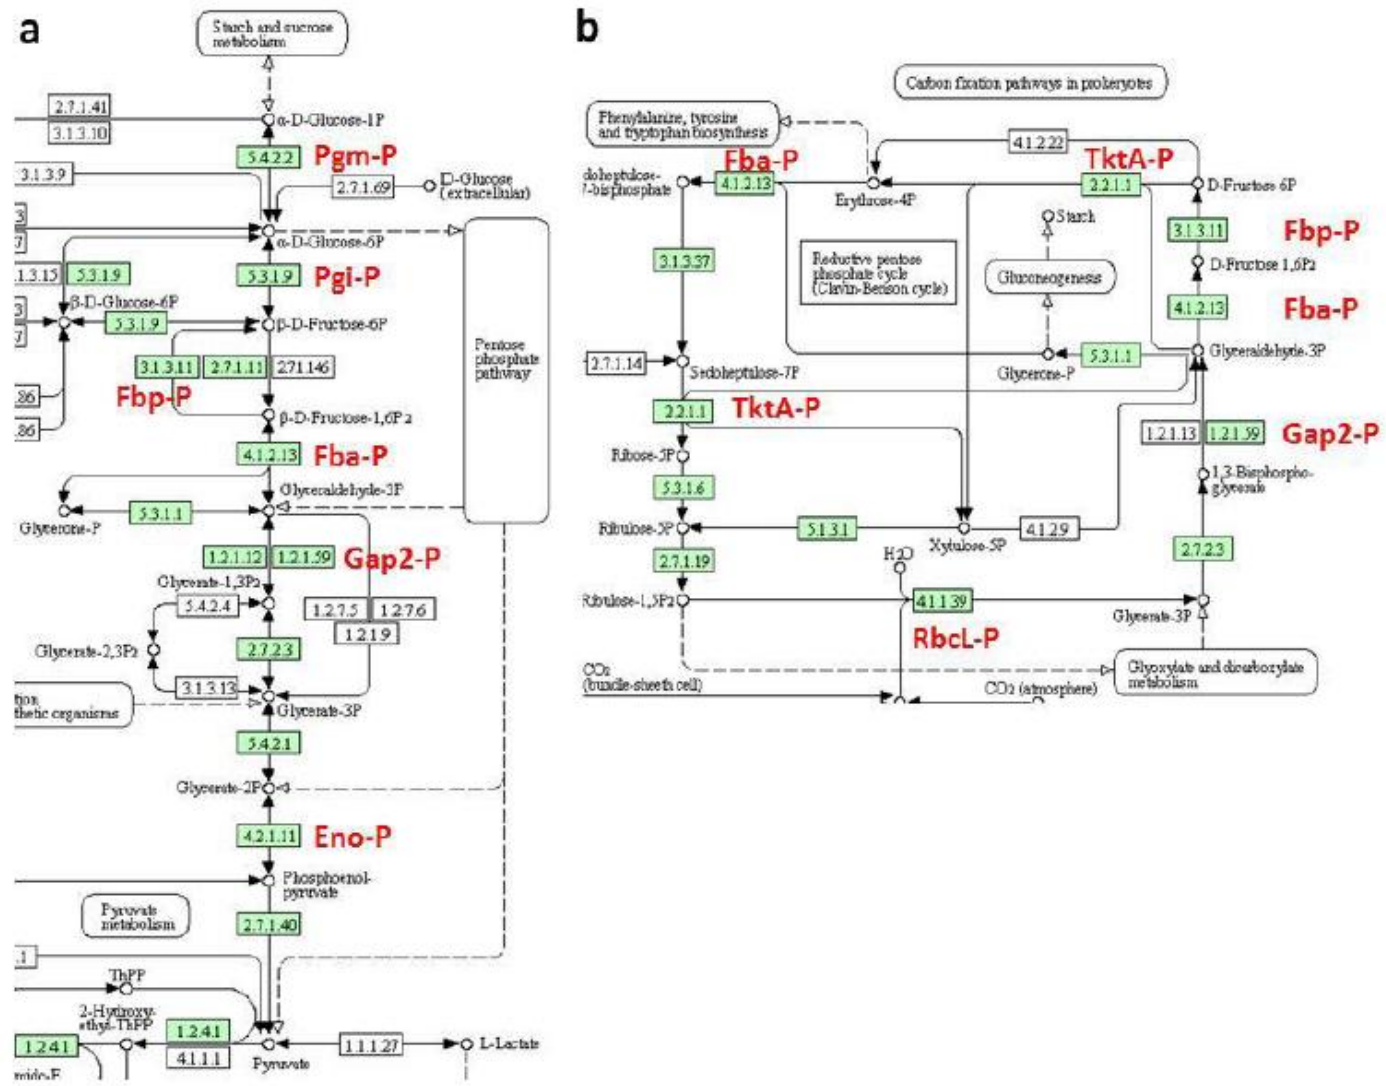 a
Starch and sucrose
metabolism
2.7.1.41
3.1.3.10
α-D-Glucose-1P
5.4.2.2
Pgm-P
3.1.3.9
2.7.1.69
D-Glucose
(extracellular)
α-D-Glucose-6P
.1.3.15
5.3.1.9
5.3.1.9
Pgi-P
β-D-Glucose-6P
5.3.1.9
β-D-Fructose-6P
3.1.3.11
2.7.1.11
2.7.1.146
Fbp-P
.86
.86
β-D-Fructose-1,6P2
4.1.2.13
Fba-P
Pentose
phosphate
pathway
Glyceraldehyde-3P
Glycerone-P
5.3.1.1
1.2.1.12
1.2.1.59
Gap2-P
Glycerate-1,3P2
5.4.2.4
1.2.7.5
1.2.7.6
1.2.1.9
Glycerate-2,3P2
2.7.2.3
3.1.3.13
tion
thetic organisms
Glycerate-3P
5.4.2.1
Glycerate-2P
4.2.1.11
Eno-P
Phosphoenol-
pyruvate
Pyruvate
metabolism
2.7.1.40
.1
ThPP
2-Hydroxy-
ethyl-ThPP
1.2.4.1
1.2.4.1
4.1.1.1
Pyruvate
1.1.1.27
L-Lactate
b
Carbon fixation pathways in prokaryotes
Phenylalanine, tyrosine
and tryptophan biosynthesis
4.1.2.22
Fba-P
TktA-P
doheptulose-
7-bisphosphate
4.1.2.13
Erythrose-4P
2.2.1.1
D-Fructose 6P
Starch
3.1.3.11
Fbp-P
3.1.3.37
Reductive pentose
phosphate cycle
(Clavin-Benson cycle)
Gluconeogenesis
D-Fructose 1,6P2
4.1.2.13
Fba-P
2.7.1.14
Sedoheptulose-7P
Glycerone-P
5.3.1.1
Glyceraldehyde-3P
2.2.1.1
TktA-P
1.2.1.13
1.2.1.59
Gap2-P
Ribose-5P
5.3.1.6
1,3-Bisphospho-
glycerate
Ribulose-5P
5.1.3.1
Xylulose-5P
4.1.2.9
2.7.1.19
H2O
2.7.2.3
Ribulose-1,5P2
4.1.1.39
Glycerate-3P
RbcL-P
CO2
(bundle-sheeth cell)
CO2 (atmosphere)
Glyoxylate and dicarboxylate
metabolism